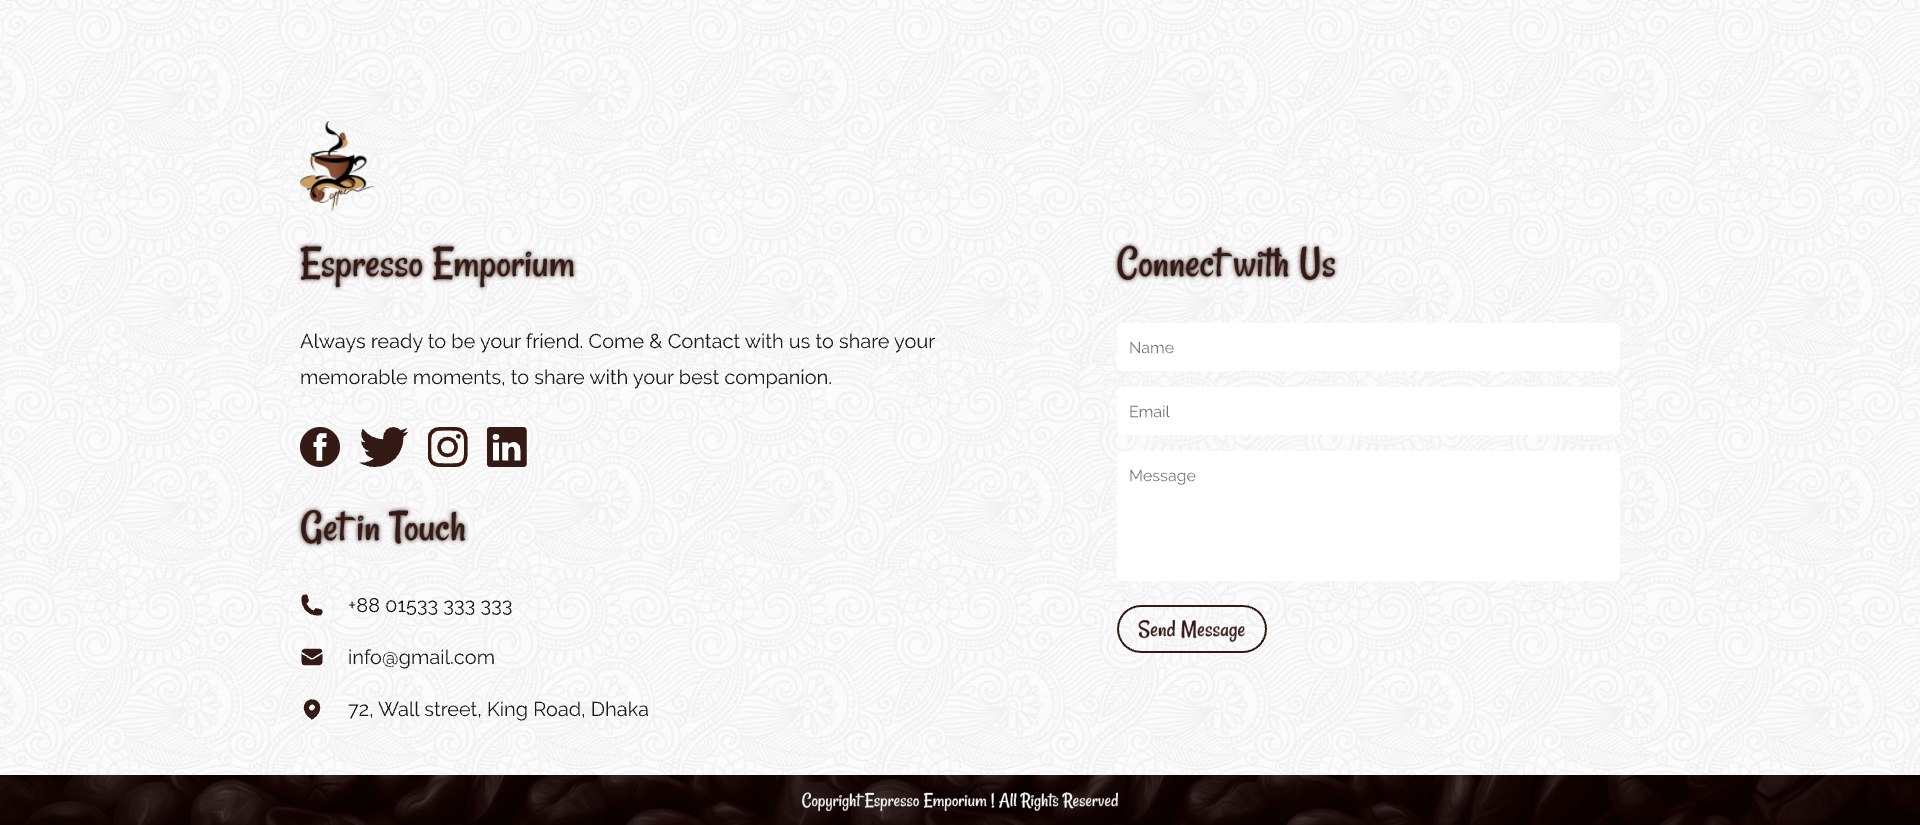 Espresso Emporium
Always ready to be your friend. Come & Contact with us to share your
memorable moments, to share with your best companion.
Get in Touch
+88 01533 333 333
info@gmail.com
72, Wall street, King Road, Dhaka
Connect with Us
Name
Email
Message
Send Message
Copyright Espresso Emporium ! All Rights Reserved